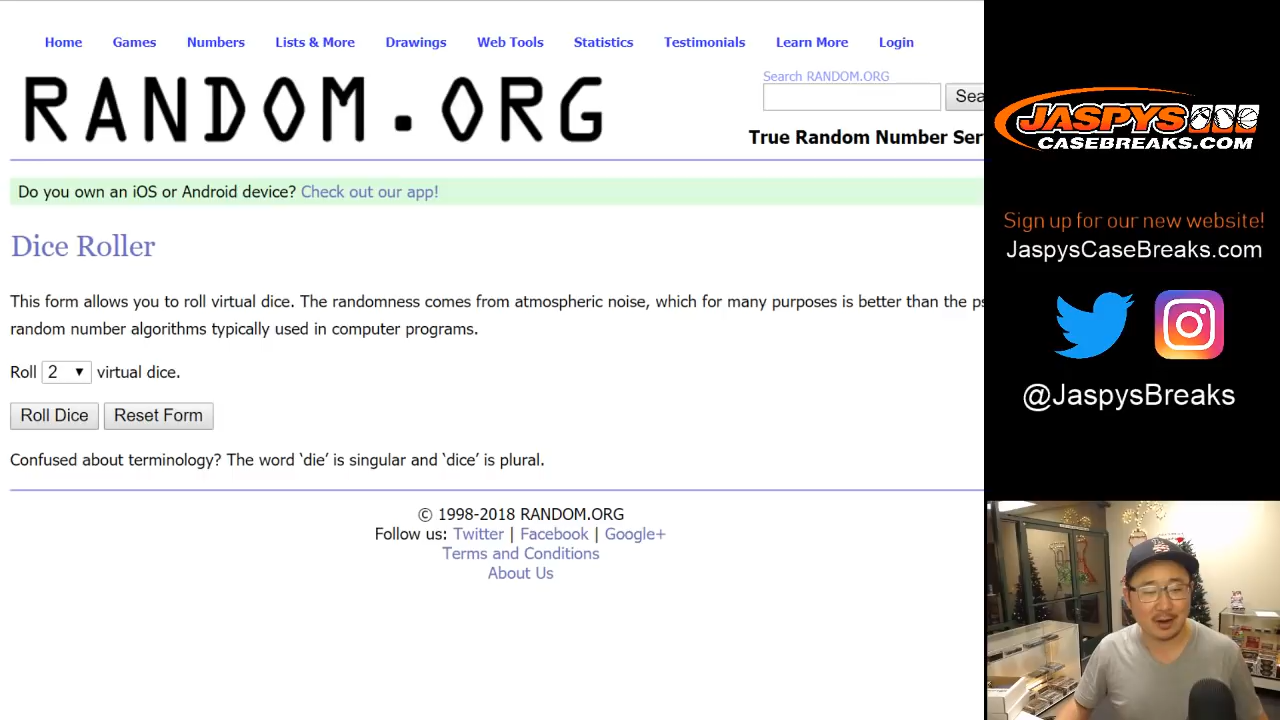 Home Games Numbers Lists & More Drawings Web Tools Statistics Testimonials Learn More Login
RANDOM.ORG
Search RANDOM.ORG
Sea
True Random Number Ser
Do you own an iOS or Android device? Check out our app!
Dice Roller
This form allows you to roll virtual dice. The randomness comes from atmospheric noise, which for many purposes is better than the ps
random number algorithms typically used in computer programs.
Roll 2 virtual dice.
Roll Dice Reset Form
Confused about terminology? The word ‘die’ is singular and ‘dice’ is plural.
© 1998-2018 RANDOM.ORG
Follow us: Twitter | Facebook | Google+
Terms and Conditions
About Us
JASPYS
CASEBREAKS.COM
Sign up for our new website!
JaspysCaseBreaks.com
@JaspysBreaks